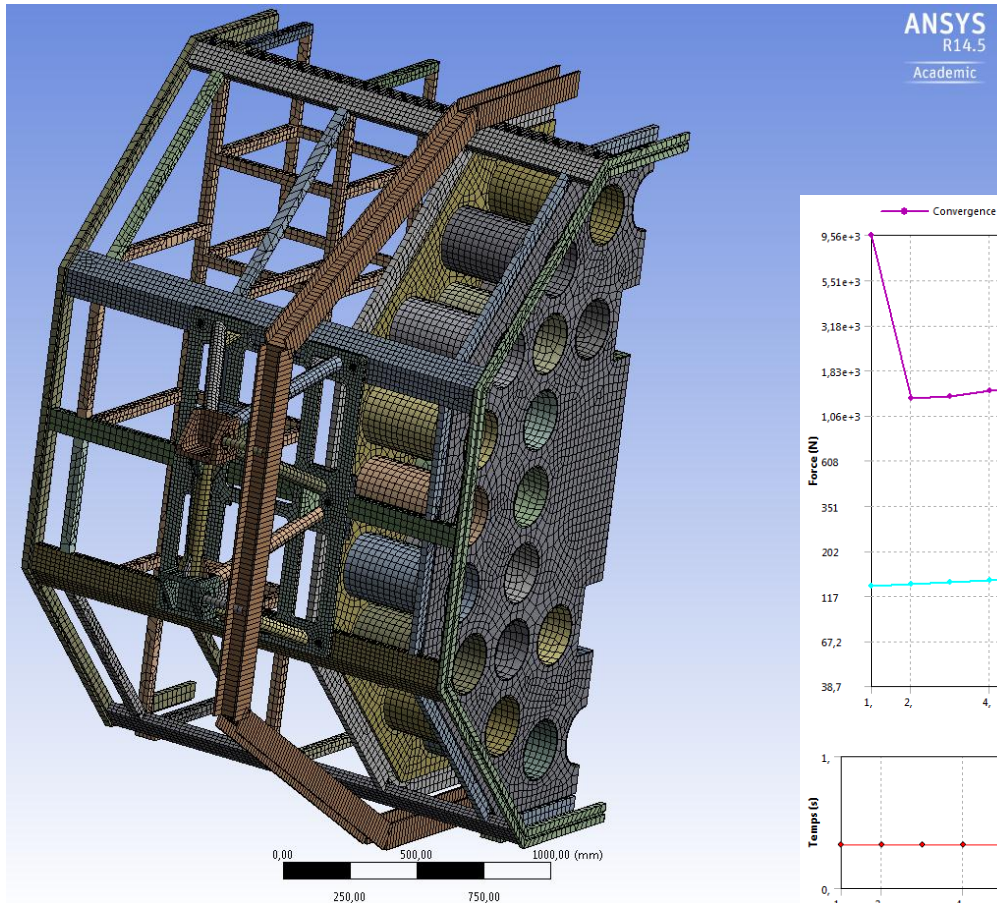 ANSYS
R14.5
Academic
Convergence
9,56e+3
5,51e+3
3,18e+3
1,83e+3
1,06e+3
608
351
202
117
67,2
38,7
Force (N)
1,
2,
4,
0,00
500,00
1000,00 (mm)
250,00
750,00
1,
0,
Temps (s)